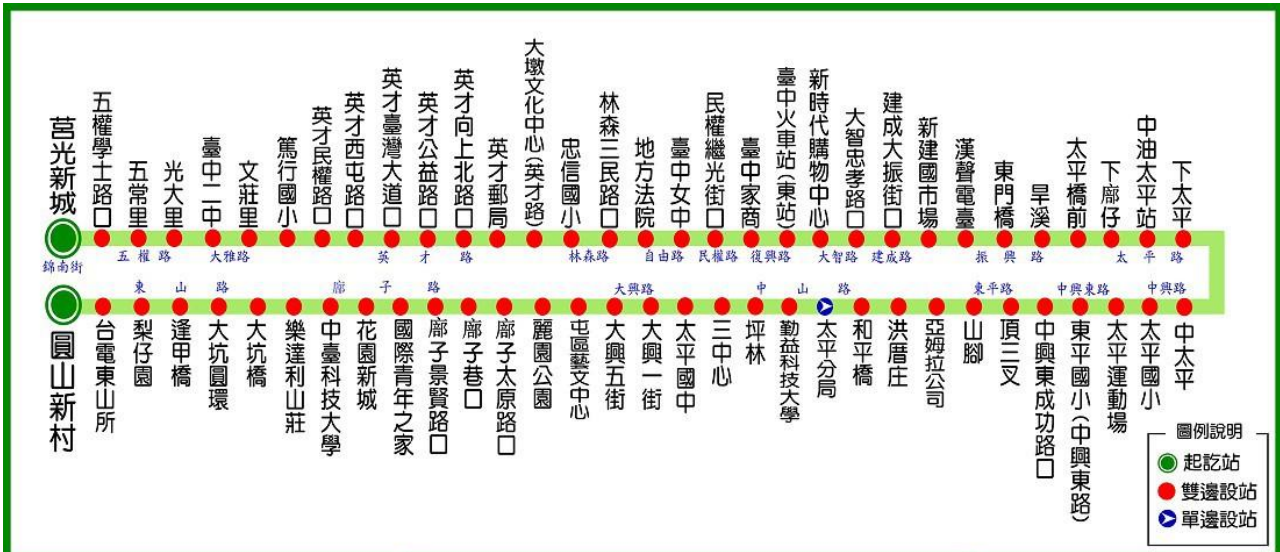 莒光新城
五權學士路口
五常里
光大里
臺中二中
文莊里
篤行國小
英才民權路口
英才西屯路口
英才臺灣大道口
英才公益路口
英才向上北路口
英才郵局
大墩文化中心(英才路)
忠信國小
林森三民路口
地方法院
臺中女中
民權繼光街口
臺中家商
臺中火車站(東站)
新時代購物中心
大智忠孝路口
建成大振街口
新建國市場
漢聲電臺
東門橋
旱溪
太平橋前
下廍仔
中油太平站
下太平
錦南街
五權路
大雅路
英才路
林森路
自由路
民權路
復興路
大智路
建成路
振興路
太平路
東山路
廍子路
大興路
中山路
東平路
中興東路
中興路
圓山新村
台電東山所
梨仔園
逢甲橋
大坑圓環
大坑橋
樂達利山莊
中臺科技大學
花園新城
國際青年之家
廍子景賢路口
廍子巷口
廍子太原路口
麗園公園
屯區藝文中心
大興五街
大興一街
太平國中
三中心
坪林
勤益科技大學
太平分局
和平橋
洪厝庄
亞姆拉公司
山腳
頂三叉
中興東成功路口
東平國小(中興東路)
太平運動場
太平國小
中太平
圖例說明
起訖站
雙邊設站
單邊設站